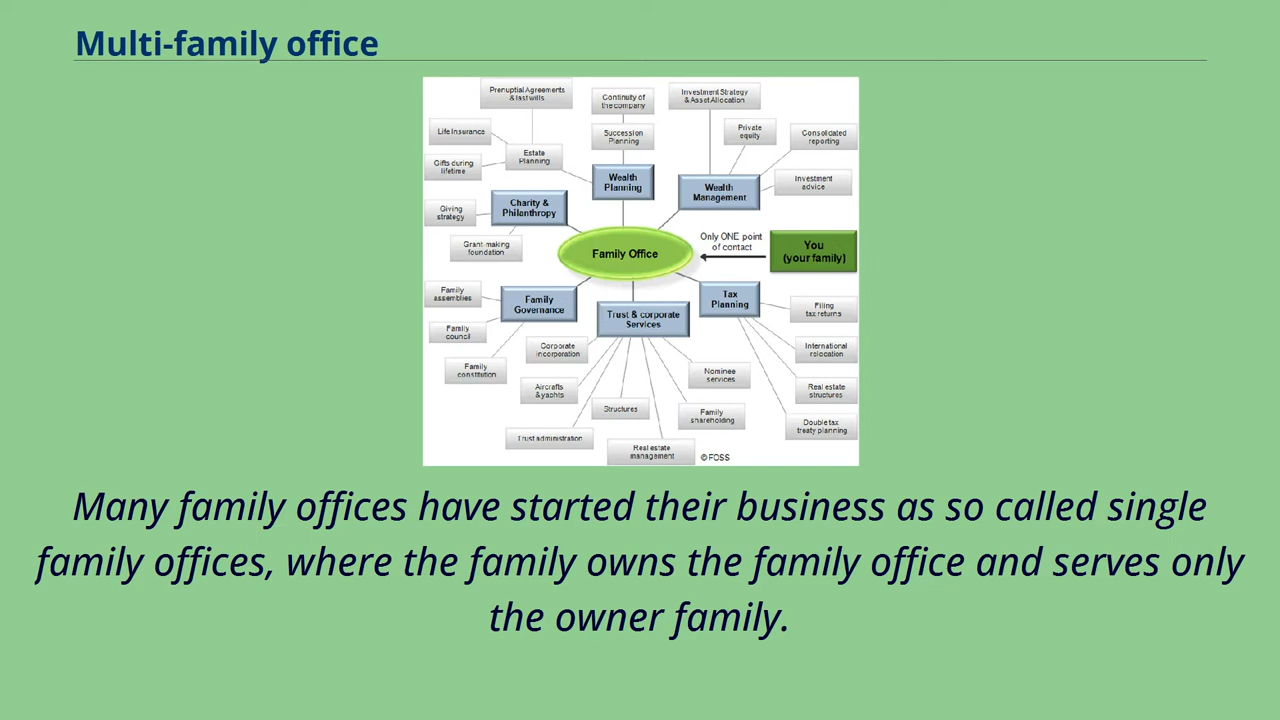 Multi-family office
Prenuptial Agreements
& last wills
Continuity of
the company
Investment Strategy
& Asset Allocation
Life Insurance
Succession
Planning
Private
equity
Consolidated
reporting
Gifts during
lifetime
Estate
Planning
Wealth
Planning
Wealth
Management
Investment
advice
Giving
strategy
Charity &
Philanthropy
Grant-making
foundation
Family Office
Only ONE point
of contact
You
(your family)
Family
assemblies
Family
Governance
Trust & corporate
Services
Tax
Planning
Filing
tax returns
Family
council
Corporate
incorporation
International
relocation
Family
constitution
Aircrafts
& yachts
Nominee
services
Real estate
structures
Structures
Family
shareholding
Double tax
treaty planning
Trust administration
Real estate
management
© FOSS
Many family offices have started their business as so called single
family offices, where the family owns the family office and serves only
the owner family.